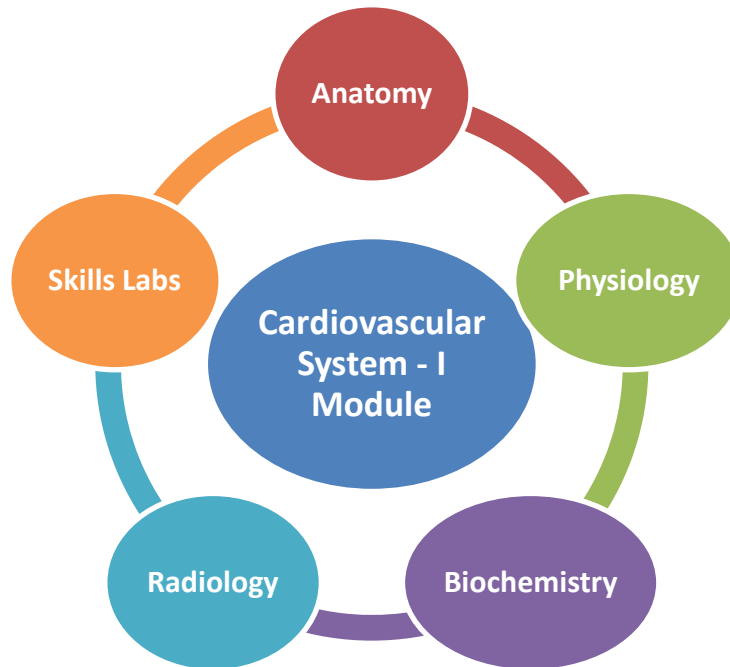 Anatomy
Skills Labs
Physiology
Cardiovascular
System - I
Module
Radiology
Biochemistry